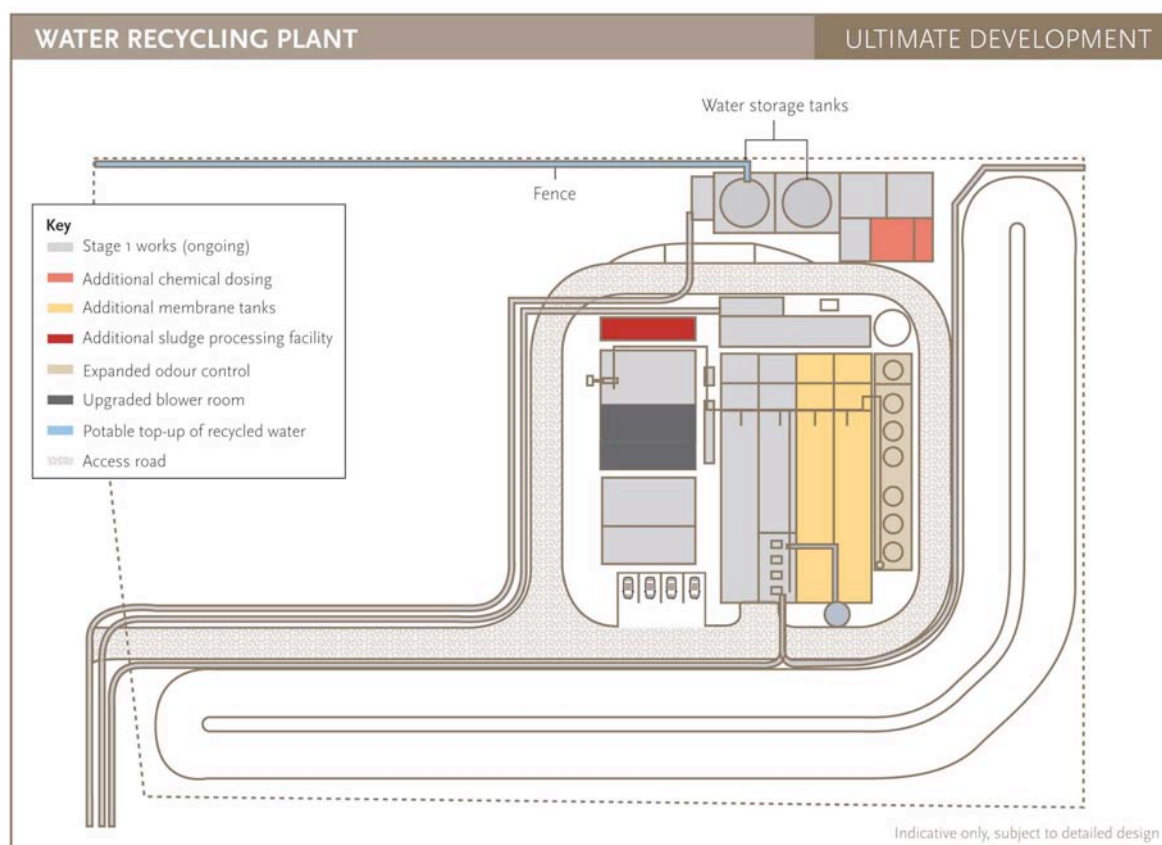 WATER RECYCLING PLANT
ULTIMATE DEVELOPMENT
Water storage tanks
Fence
Key
Stage 1 works (ongoing)
Additional chemical dosing
Additional membrane tanks
Additional sludge processing facility
Expanded odour control
Upgraded blower room
Potable top-up of recycled water
Access road
Indicative only, subject to detailed design